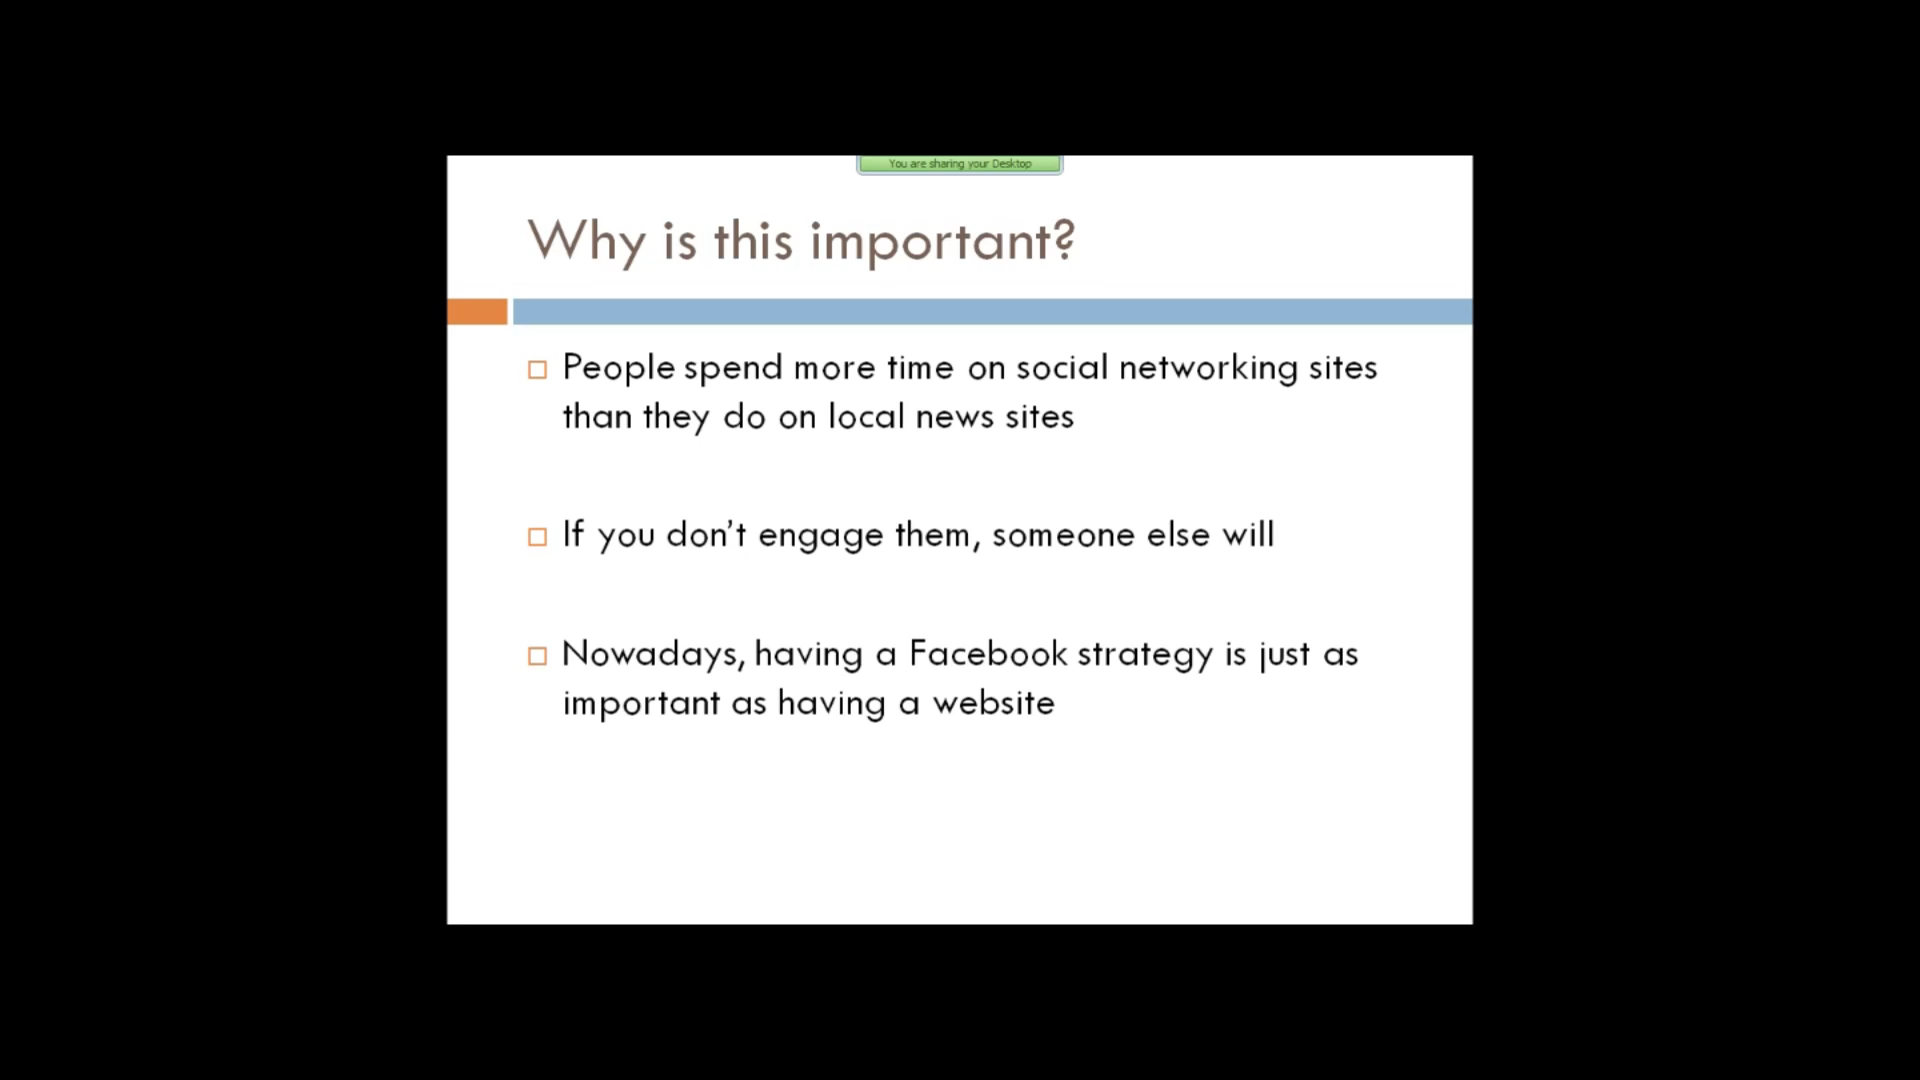 You are sharing your Desktop
Why is this important?
People spend more time on social networking sites
than they do on local news sites
If you don’t engage them, someone else will
Nowadays, having a Facebook strategy is just as
important as having a website